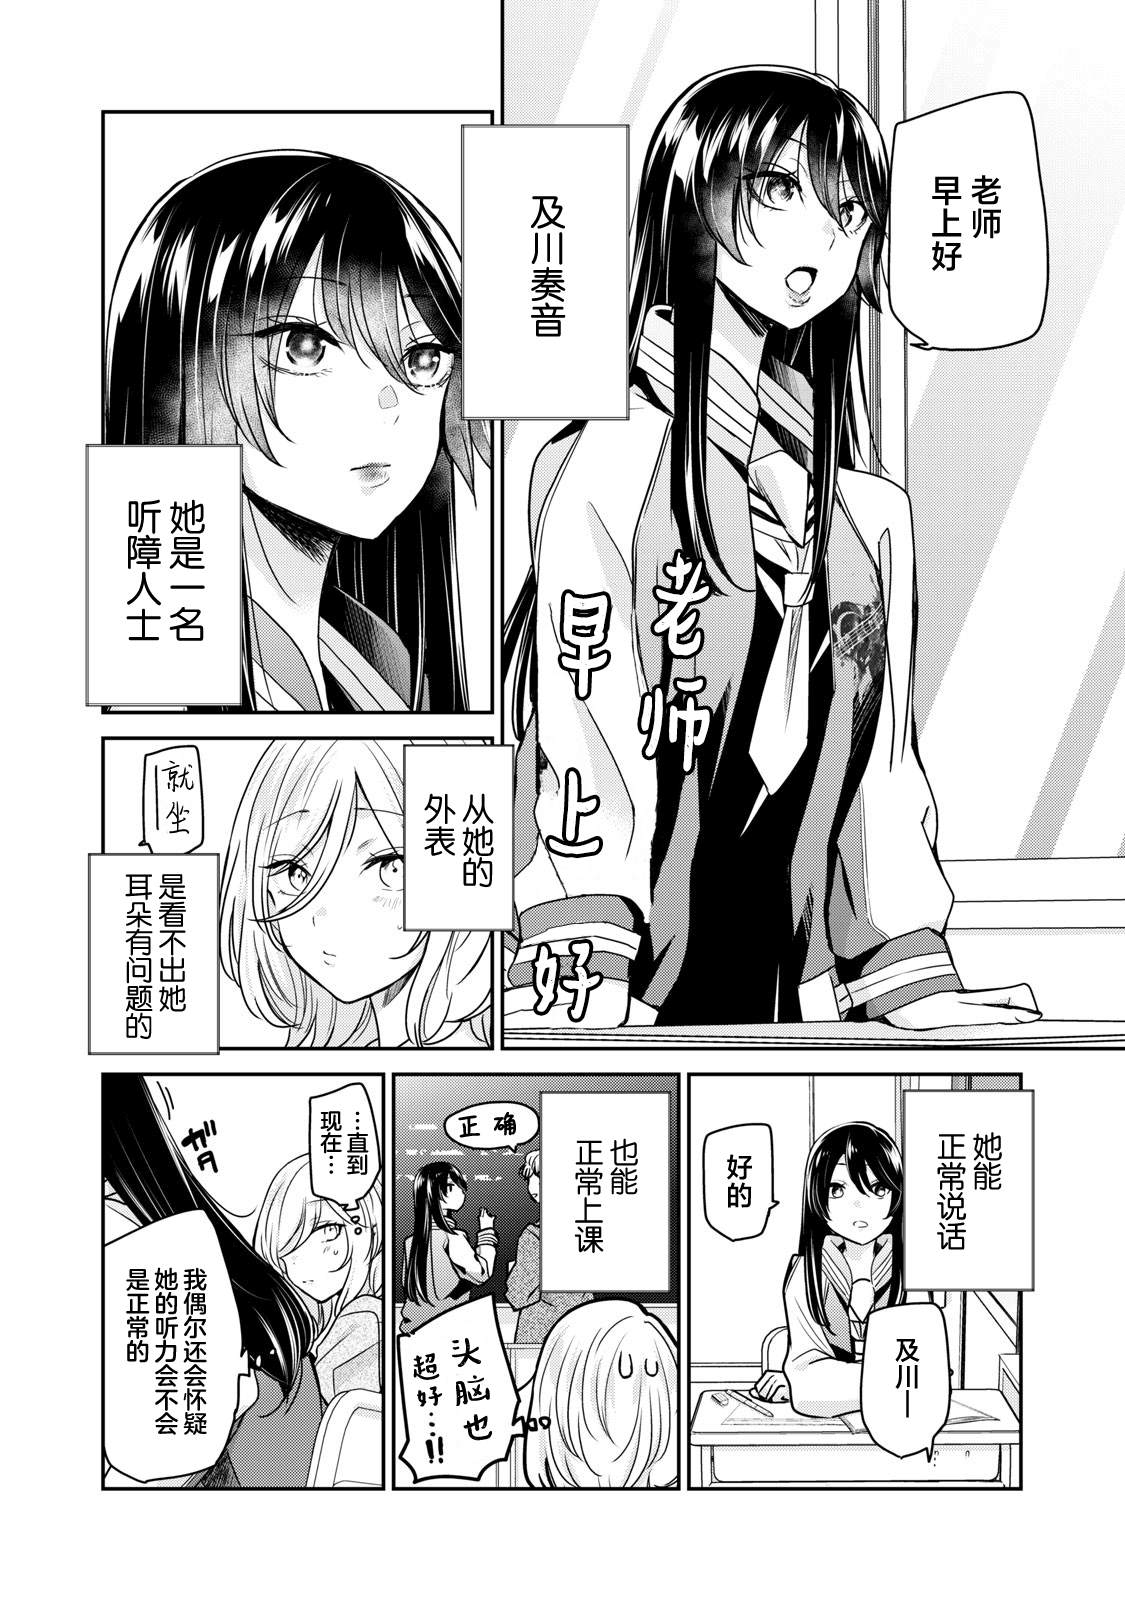 老师
早上好
老师
早上好
及川奏音
她是一名
听障人士
从她的
外表
就坐
是看不出她
耳朵有问题的
她能
正常说话
好的
及川—
也能
正常上课
正确
头脑也
超好…!!
…直到
现在…
ガタ
我偶尔还会怀疑
她的听力会不会
是正常的